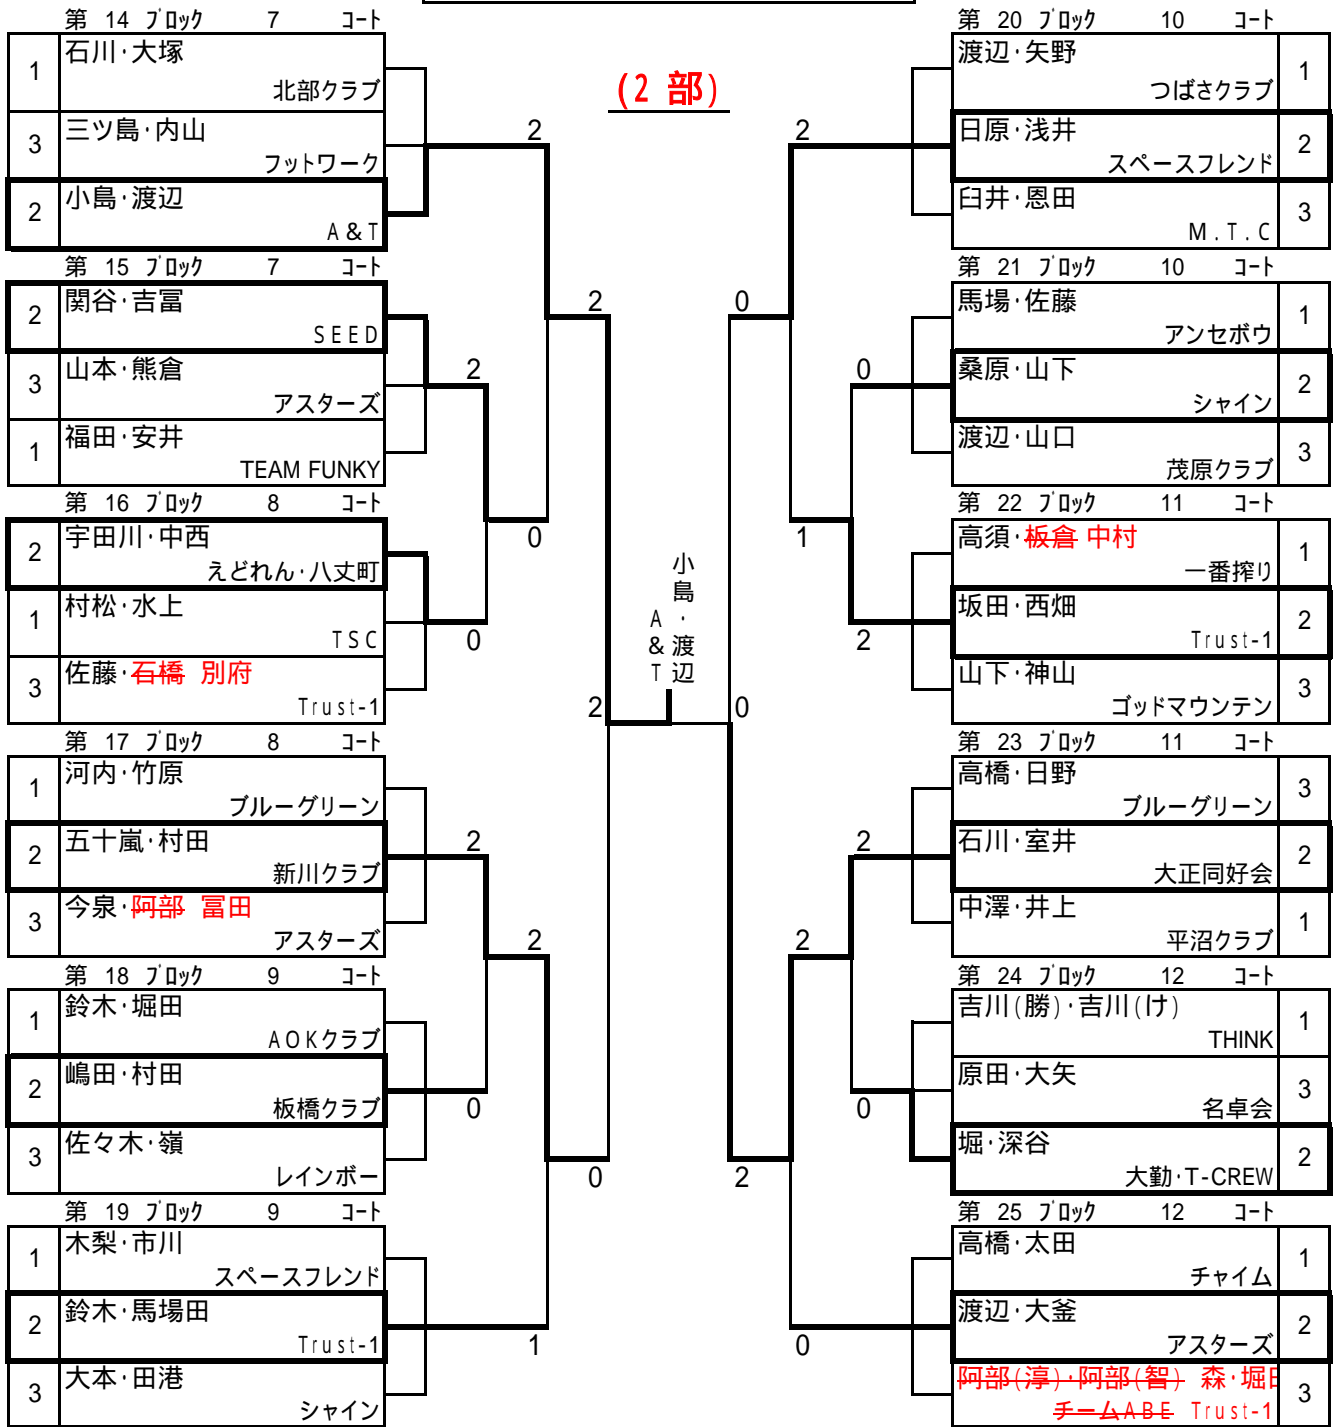 (2 部)
第 14 ブロック 7 コート
1 石川・大塚
北部クラブ
3 三ツ島・内山
フットワーク
2 小島・渡辺
A & T
第 15 ブロック 7 コート
2 関谷・吉冨
SEED
3 山本・熊倉
アスターズ
1 福田・安井
TEAM FUNKY
第 16 ブロック 8 コート
2 宇田川・中西
えどれん・八丈町
1 村松・水上
TSC
3 佐藤・石橋 別府
Trust-1
第 17 ブロック 8 コート
1 河内・竹原
ブルーグリーン
2 五十嵐・村田
新川クラブ
3 今泉・阿部 冨田
アスターズ
第 18 ブロック 9 コート
1 鈴木・堀田
AOKクラブ
2 嶋田・村田
板橋クラブ
3 佐々木・嶺
レインボー
第 19 ブロック 9 コート
1 木梨・市川
スペースフレンド
2 鈴木・馬場田
Trust-1
3 大本・田港
シャイン
2
2
2
0
0
2
2
2
0
0
1
小島・渡辺
A&T
2
0
0
1
2
0
2
2
0
2
0
第 20 ブロック 10 コート
渡辺・矢野 1
つばさクラブ
日原・浅井 2
スペースフレンド
臼井・恩田 3
M.T.C
第 21 ブロック 10 コート
馬場・佐藤 1
アンセボウ
桑原・山下 2
シャイン
渡辺・山口 3
茂原クラブ
第 22 ブロック 11 コート
高須・板倉 中村 1
一番搾り
坂田・西畑 2
Trust-1
山下・神山 3
ゴッドマウンテン
第 23 ブロック 11 コート
高橋・日野 3
ブルーグリーン
石川・室井 2
大正同好会
中澤・井上 1
平沼クラブ
第 24 ブロック 12 コート
吉川(勝)・吉川(け) 1
THINK
原田・大矢 3
名卓会
堀・深谷 2
大勤・T-CREW
第 25 ブロック 12 コート
高橋・太田 1
チャイム
渡辺・大釜 2
アスターズ
阿部(淳)・阿部(智) 森・堀 3
チームABE Trust-1